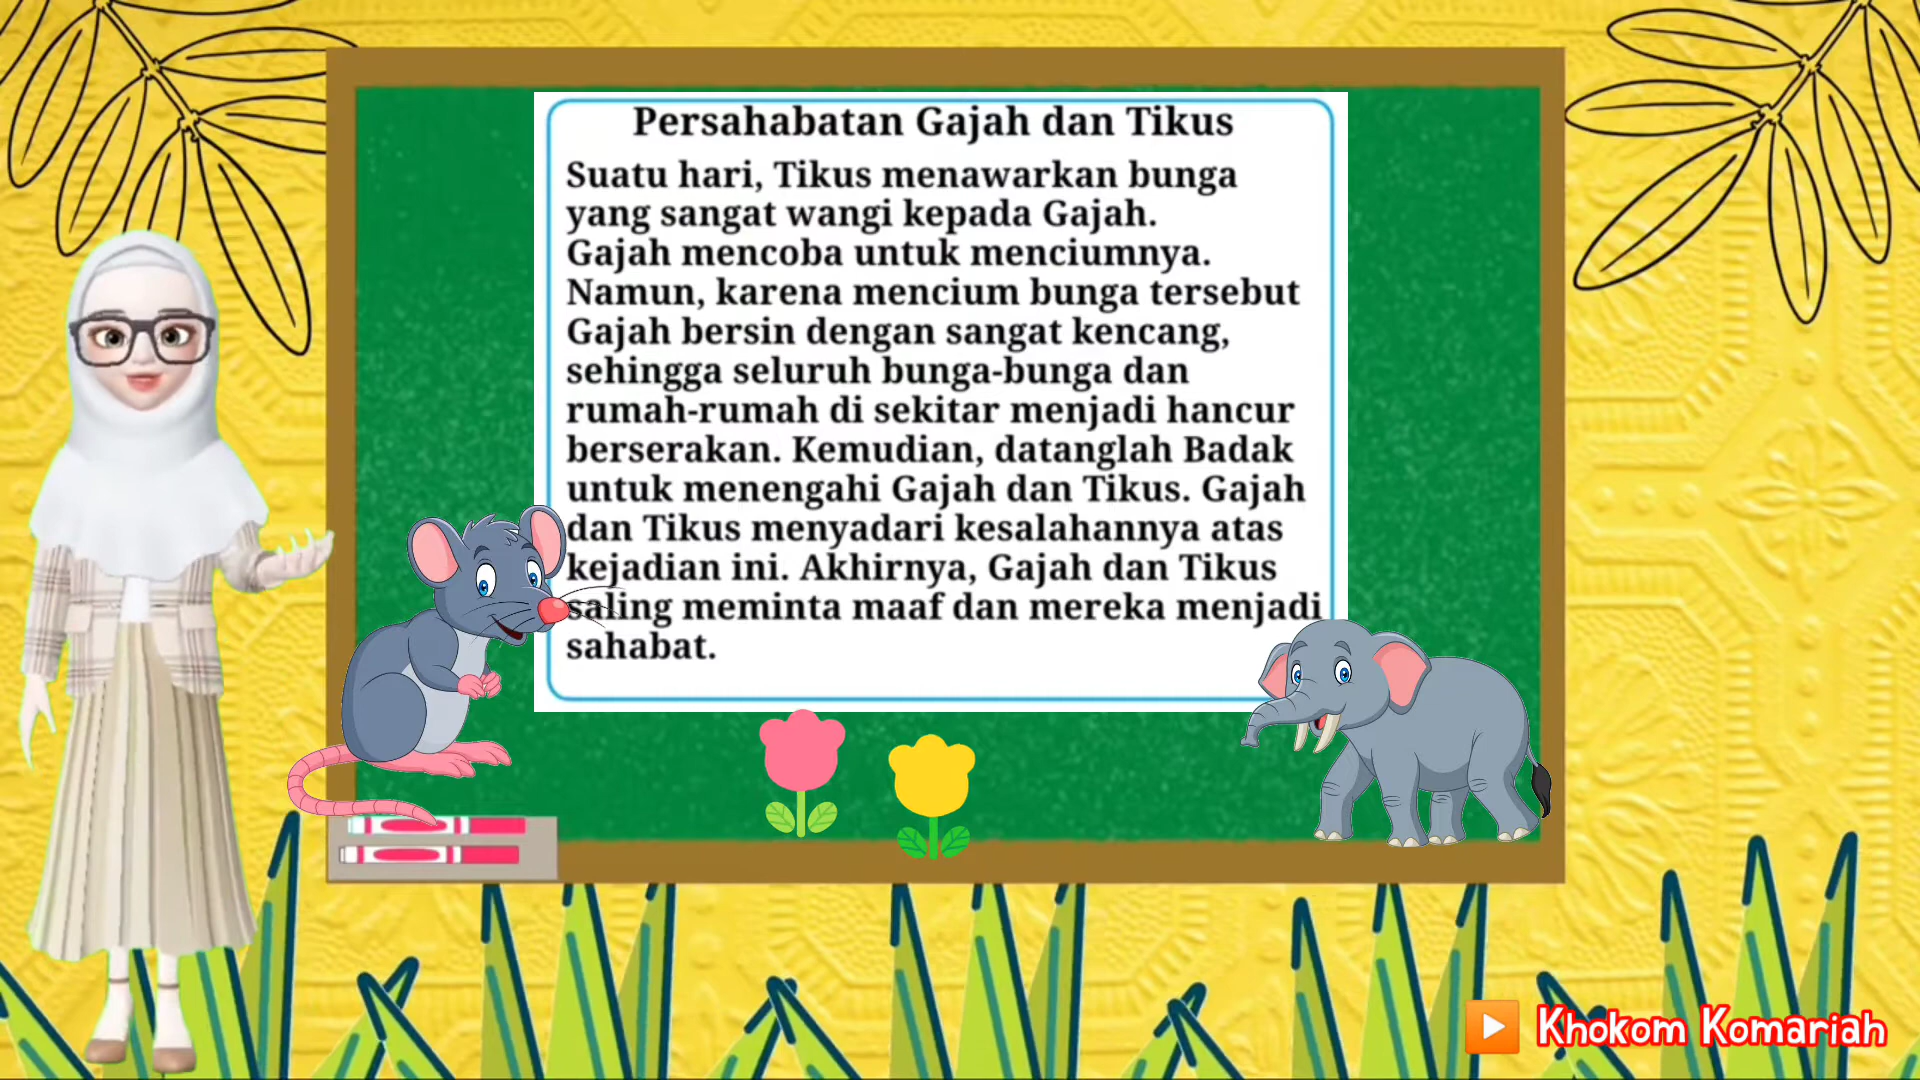 Persahabatan Gajah dan Tikus
Suatu hari, Tikus menawarkan bunga
yang sangat wangi kepada Gajah.
Gajah mencoba untuk menciumnya.
Namun, karena mencium bunga tersebut
Gajah bersin dengan sangat kencang,
sehingga seluruh bunga-bunga dan
rumah-rumah di sekitar menjadi hancur
berserakan. Kemudian, datanglah Badak
untuk menengahi Gajah dan Tikus. Gajah
dan Tikus menyadari kesalahannya atas
kejadian ini. Akhirnya, Gajah dan Tikus
saling meminta maaf dan mereka menjadi
sahabat.
Khokom Komariah